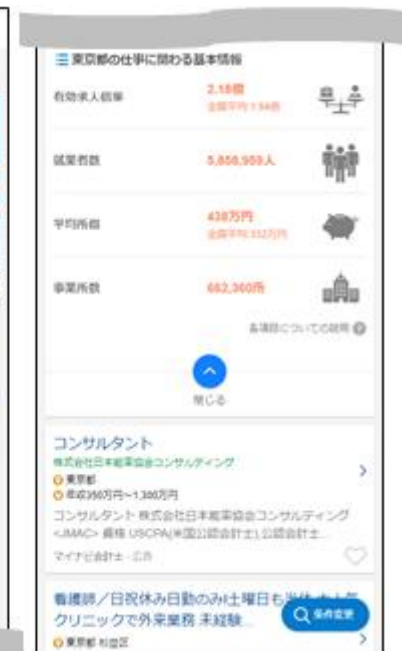 東京都の仕事に関わる基本情報
有効求人倍率
2.18倍
就業者数
5,858,959人
平均所得
438万円
事業所数
662,360所
各項目についての説明
閉じる
コンサルタント
株式会社日本能率協会コンサルティング
東京都
年収350万円~1,300万円
コンサルタント 株式会社日本能率協会コンサルティング
<JMAC> 資格 USCPA(米国公認会計士),公認会計士...
マイナビ会計士 - 広告
看護師/日祝休み日勤のみ!土曜日も
クリニックで外来業務 未経験...
条件変更
東京都